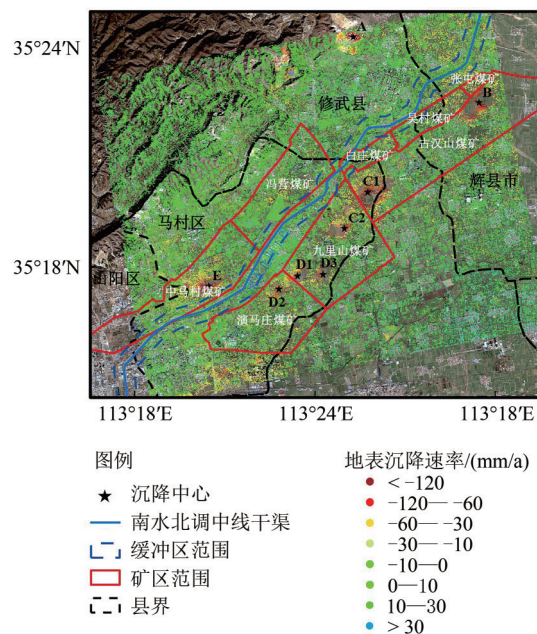 35°24′N
35°18′N
A
张屯煤矿
B
吴村煤矿
修武县
古汉山煤矿
白庄煤矿
冯营煤矿
C1
辉县市
马村区
C2
九里山煤矿
山阳区
E
D1
D3
中马村煤矿
D2
演马庄煤矿
113°18′E
113°24′E
113°18′E
图例
沉降中心
南水北调中线干渠
缓冲区范围
矿区范围
县界
地表沉降速率/(mm/a)
< −120
−120— −60
−60— −30
−30— −10
−10—0
0—10
10—30
> 30